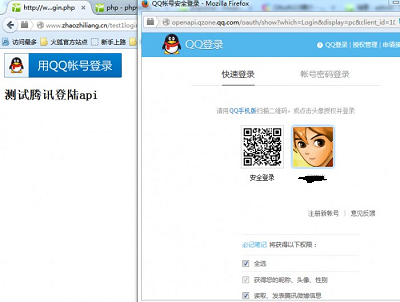 http://w...gin.php
php - php
www.zhaozhiliang.cn/test1login
访问最多
火狐官方站点
新手上路
用QQ帐号登录
测试腾讯登陆api
QQ帐号安全登录 - Mozilla Firefox
openapi.qzone.qq.com/oauth/show?which=Login&display=pc&client_id=10
QQ登录
QQ登录 | 授权管理 | 申请接
快速登录
帐号密码登录
请用QQ手机版扫描二维码，或点击头像授权并登录
安全登录
注册新帐号 | 意见反馈
必记笔记 将获得以下权限：
全选
获得您的昵称、头像、性别
读取、发表腾讯微博信息